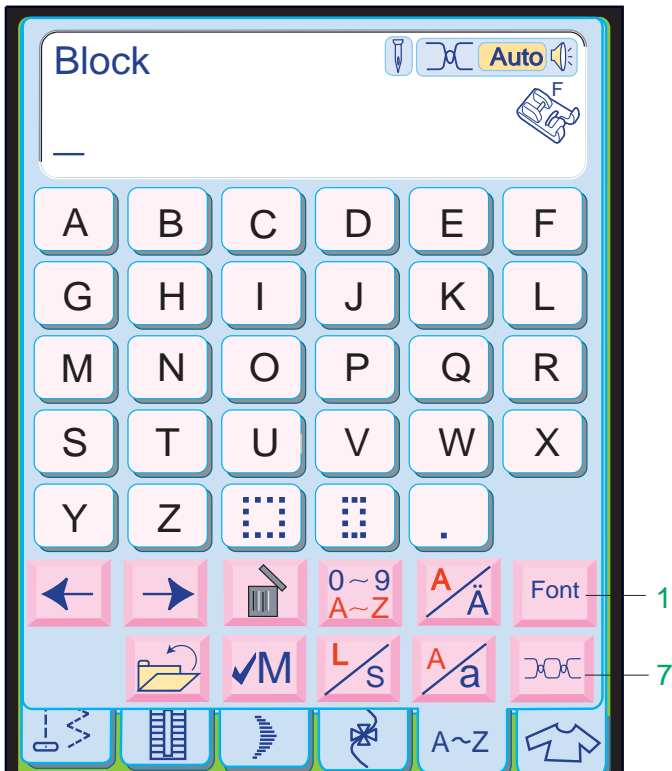 Block
Auto
F
_
A B C D E F
G H I J K L
M N O P Q R
S T U V W X
Y Z .
0~9
A~Z
A/Ä
Font
1
✓M
L/S
A/a
7
A~Z